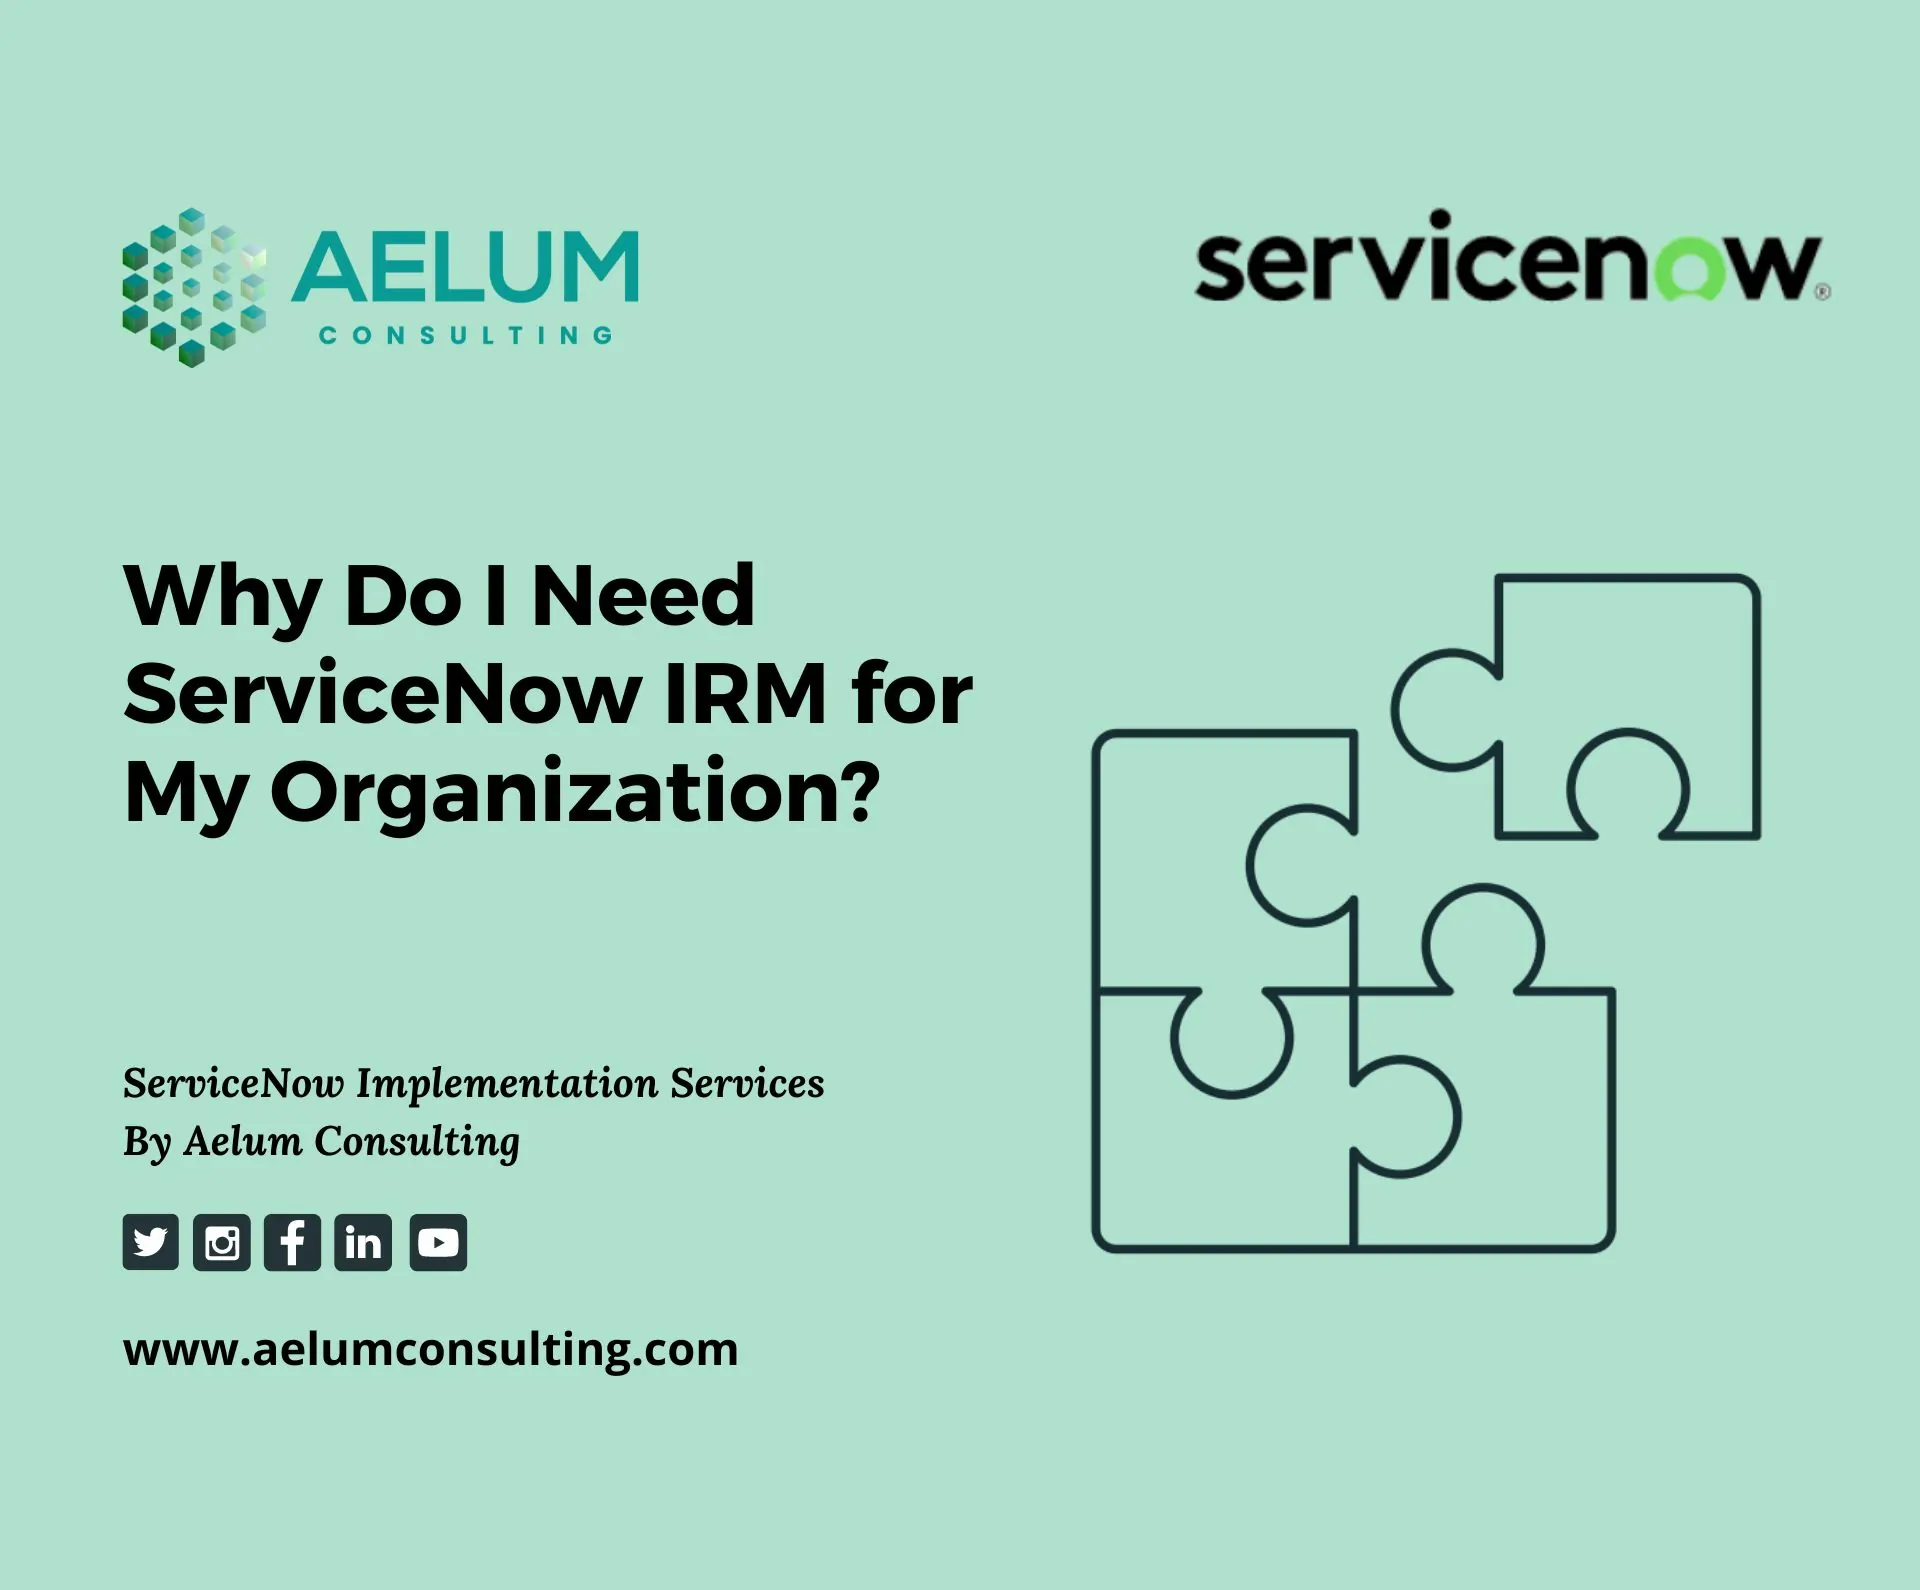 AELUM
CONSULTING
servicenow®
Why Do I Need
ServiceNow IRM for
My Organization?
ServiceNow Implementation Services
By Aelum Consulting
www.aelumconsulting.com